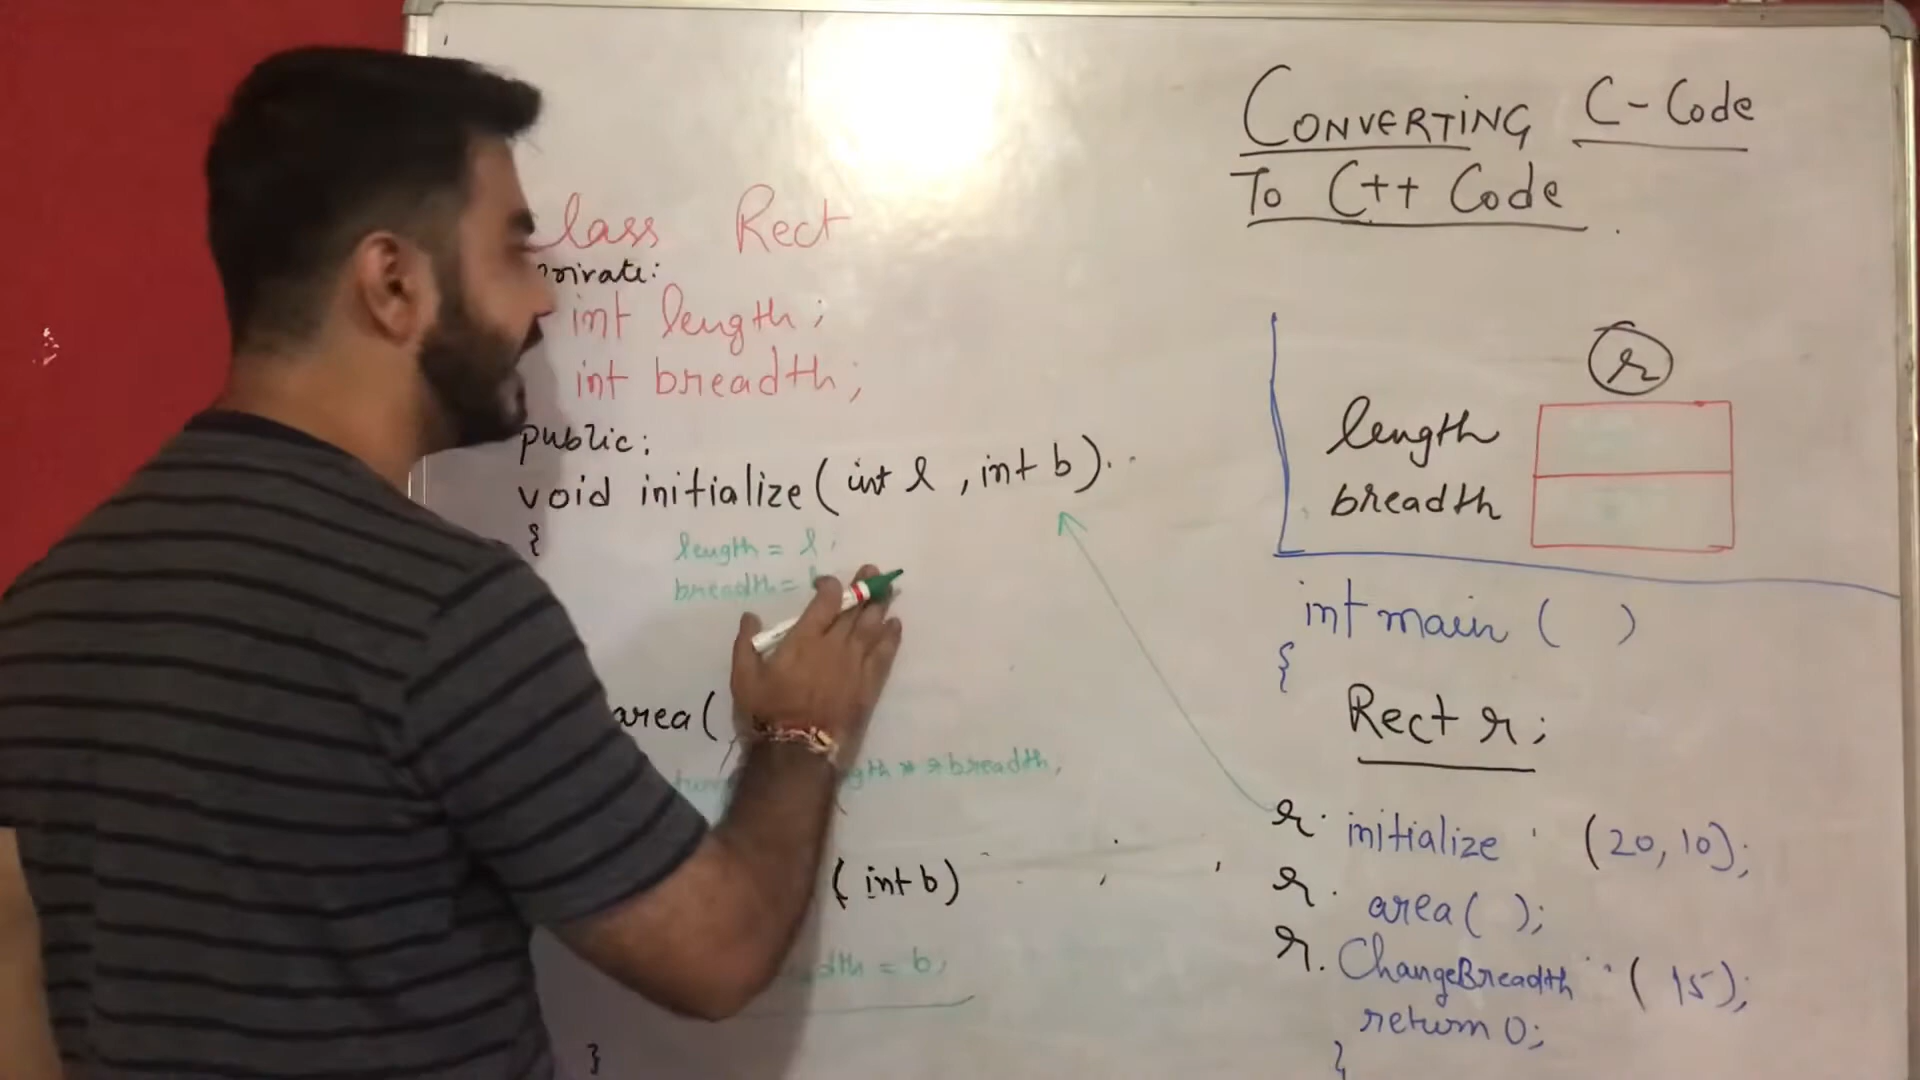 CONVERTING C-Code
To C++ Code
lass Rect
private:
int length;
int breadth;
public:
void initialize(int l, int b)
{
length = l;
breadth =
area(
* breadth;
(int b)
= b;
}
r
length
breadth
int main ( )
{
Rect r;
r. initialize (20,10);
r. area( );
r. ChangeBreadth (15);
return 0;
}